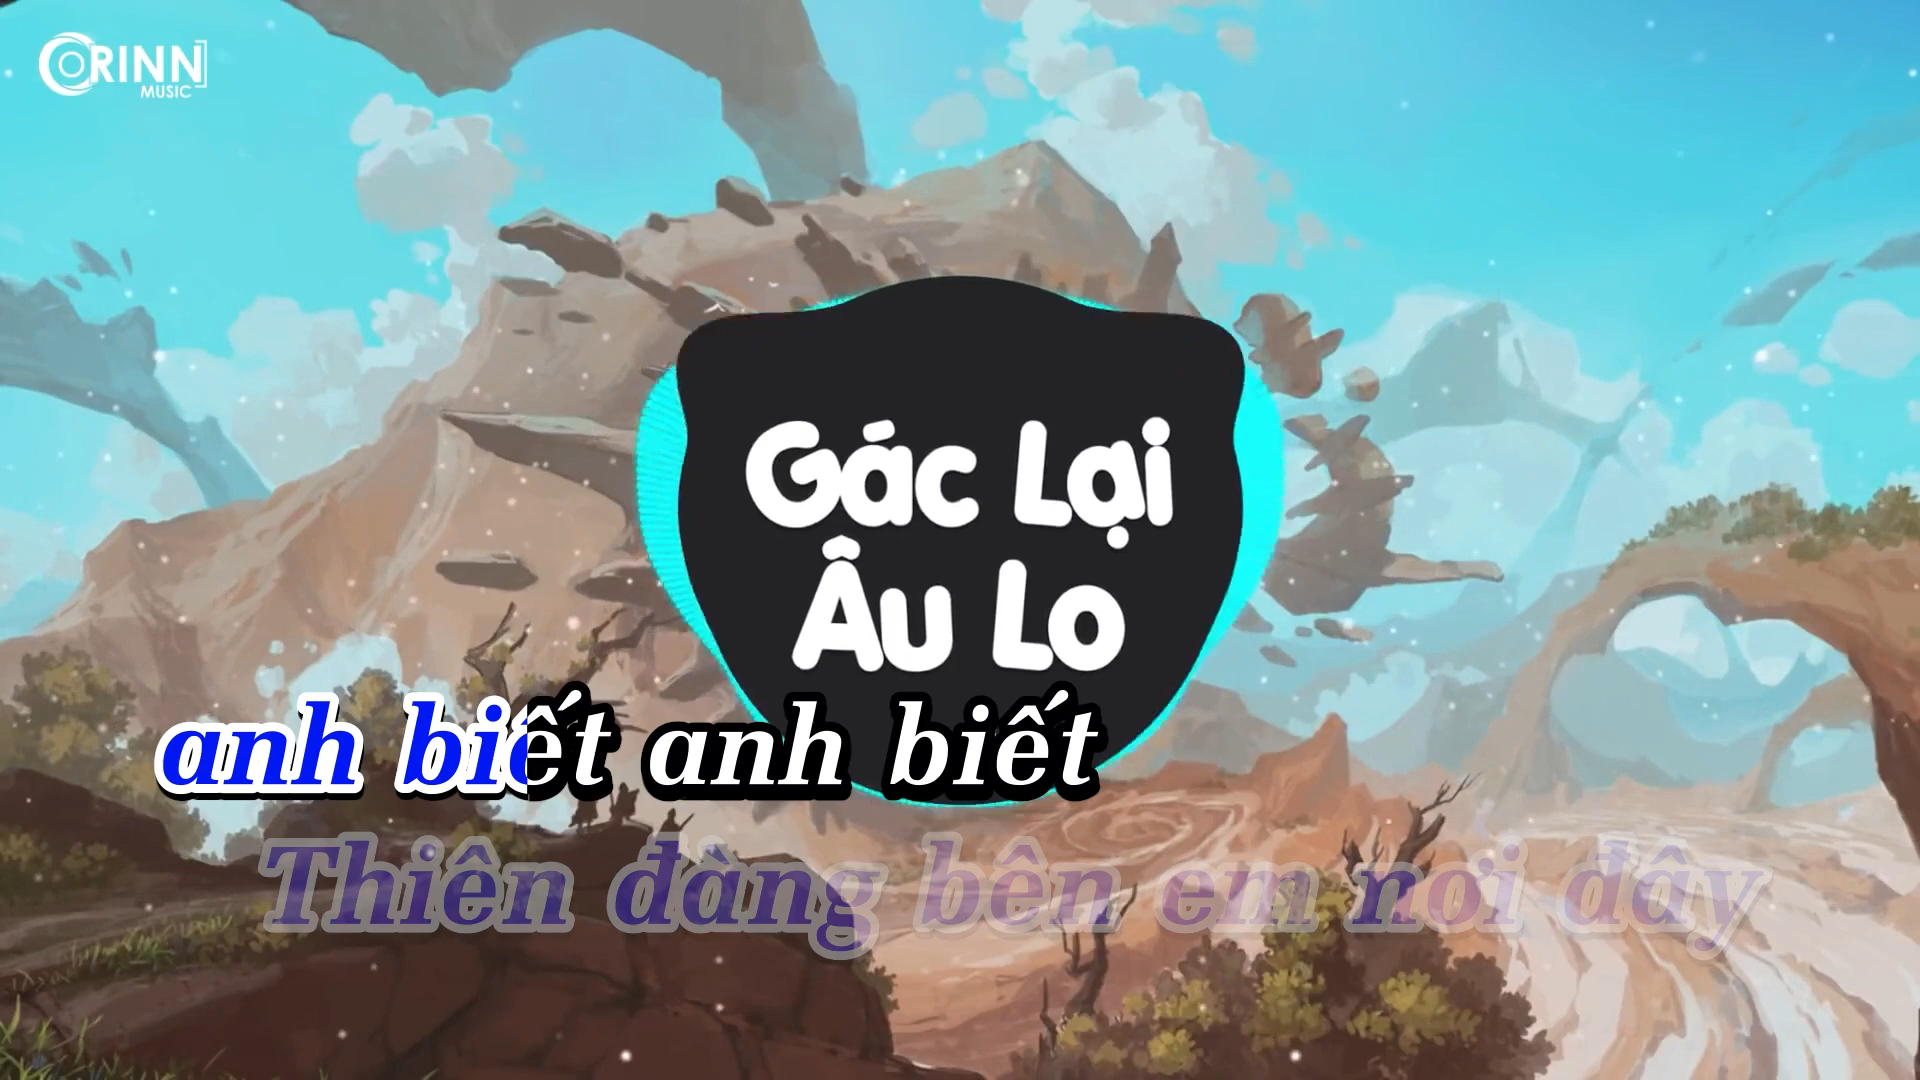 ORINN
MUSIC
Gác Lại
Âu Lo
anh biết anh biết
Thiên đàng bên em nơi đây